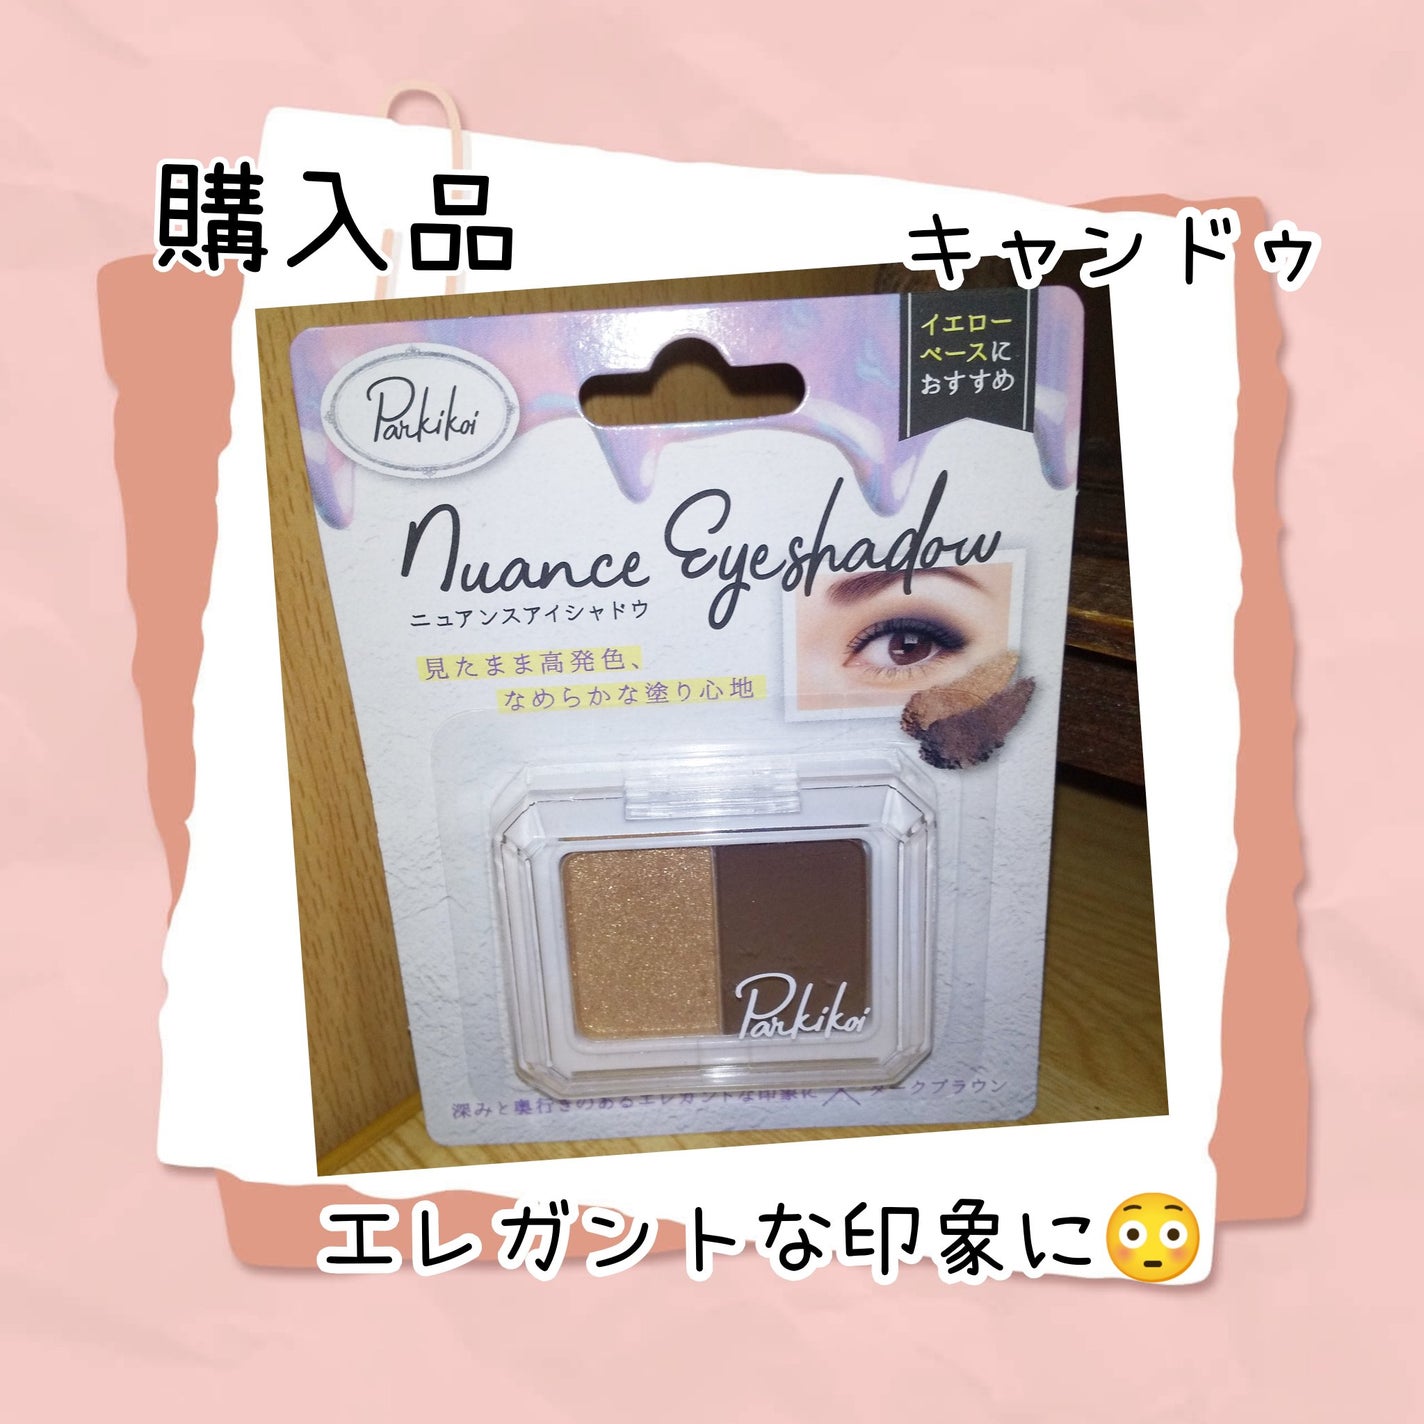 購入品
キャンドゥ
イエロー
ベースに
おすすめ
Parkikoi
nuance Eyeshadow
ニュアンスアイシャドウ
見たまま高発色、
なめらかな塗り心地
Parkikoi
深みと奥行きのあるエレガントな印象に ダークブラウン
エレガントな印象に😳